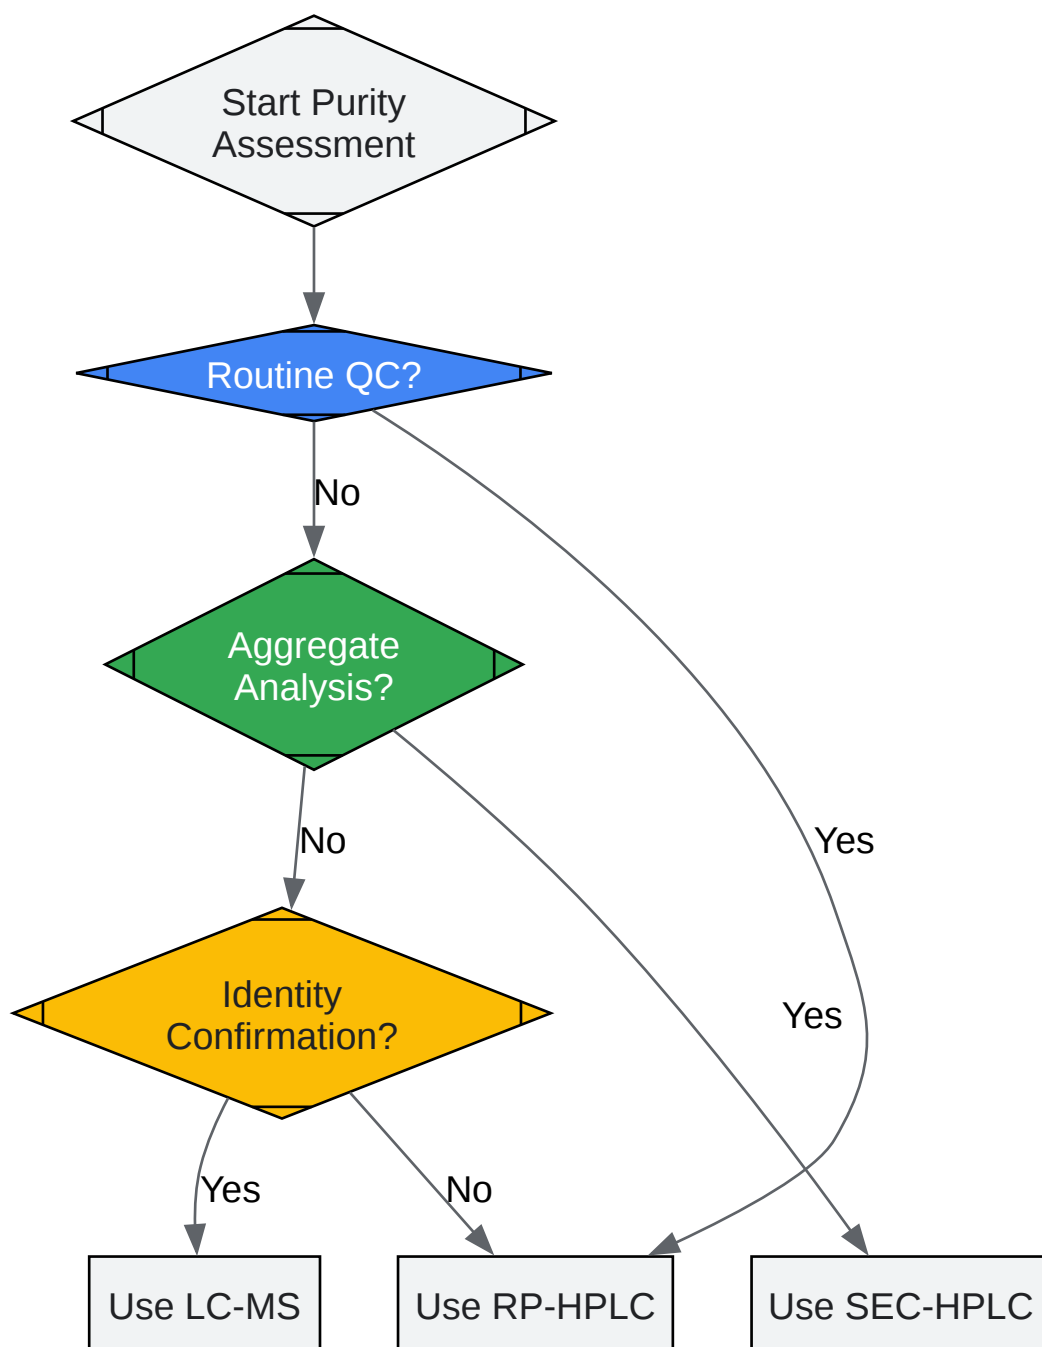 Start Purity
Assessment
Routine QC?
No
Aggregate
Analysis?
No
Yes
Identity
Confirmation?
Yes
Yes
No
Use LC-MS
Use RP-HPLC
Use SEC-HPLC